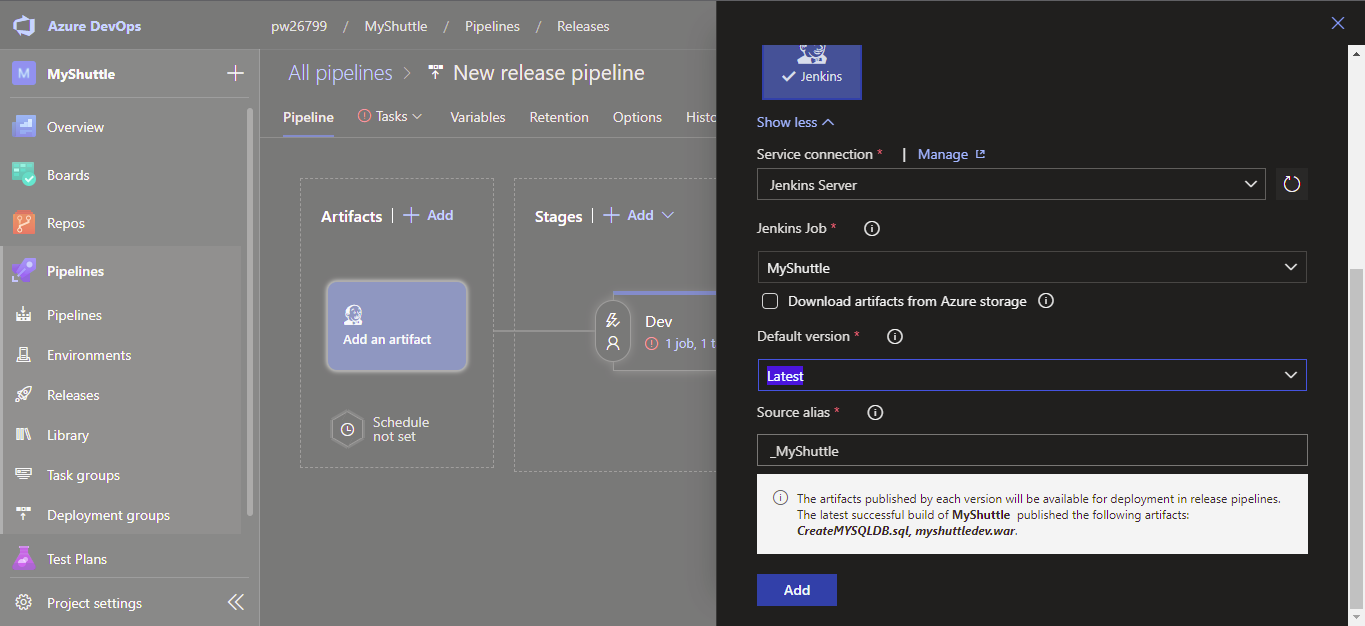 Azure DevOps
pw26799 / MyShuttle / Pipelines / Releases
M MyShuttle
Overview
Boards
Repos
Pipelines
Pipelines
Environments
Releases
Library
Task groups
Deployment groups
Test Plans
Project settings
All pipelines > New release pipeline
Pipeline Tasks Variables Retention Options Histo
Artifacts | + Add
Add an artifact
Schedule
not set
Stages | + Add
Dev
1 job, 1 t
Jenkins
Show less
Service connection * | Manage
Jenkins Server
Jenkins Job *
MyShuttle
Download artifacts from Azure storage
Default version *
Latest
Source alias *
_MyShuttle
The artifacts published by each version will be available for deployment in release pipelines.
The latest successful build of MyShuttle published the following artifacts:
CreateMYSQLDB.sql, myshuttledev.war.
Add